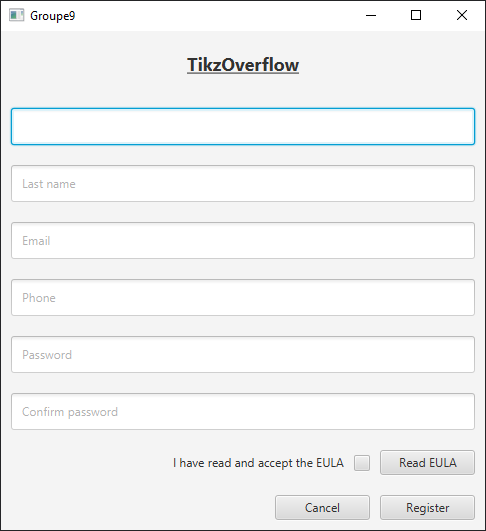 Groupe9
TikzOverflow
Last name
Email
Phone
Password
Confirm password
I have read and accept the EULA Read EULA
Cancel Register